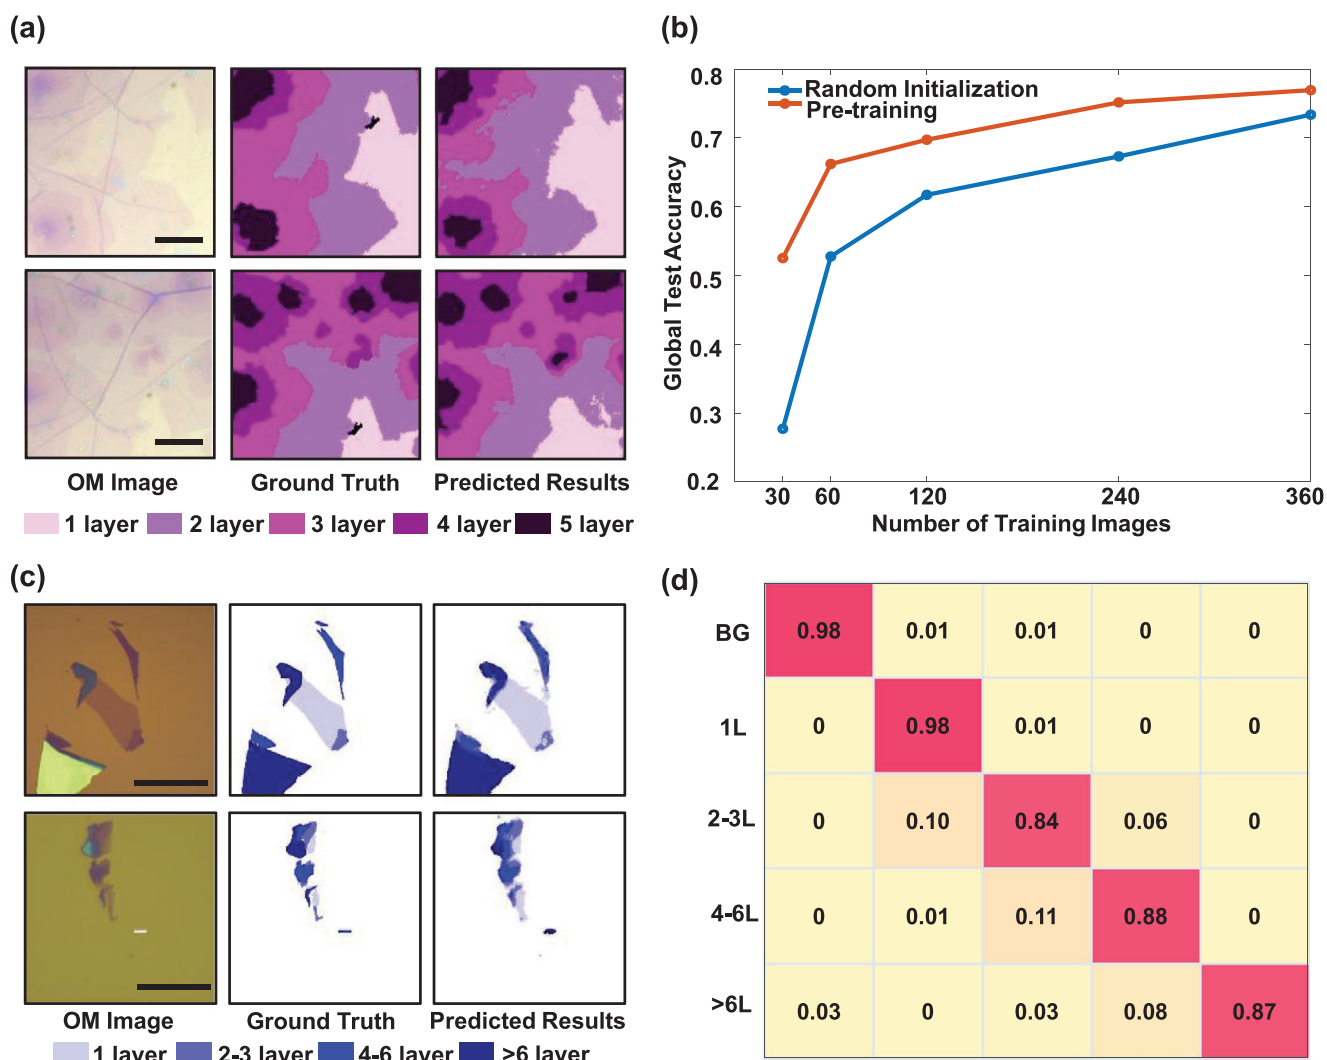 (a)
OM Image Ground Truth Predicted Results
1 layer 2 layer 3 layer 4 layer 5 layer
(b)
Random Initialization
Pre-training
Global Test Accuracy
0.8
0.7
0.6
0.5
0.4
0.3
0.2
30 60 120 240 360
Number of Training Images
(c)
OM Image Ground Truth Predicted Results
1 layer 2-3 layer 4-6 layer >6 layer
(d)
BG 0.98 0.01 0.01 0 0
1L 0 0.98 0.01 0 0
2-3L 0 0.10 0.84 0.06 0
4-6L 0 0.01 0.11 0.88 0
>6L 0.03 0 0.03 0.08 0.87